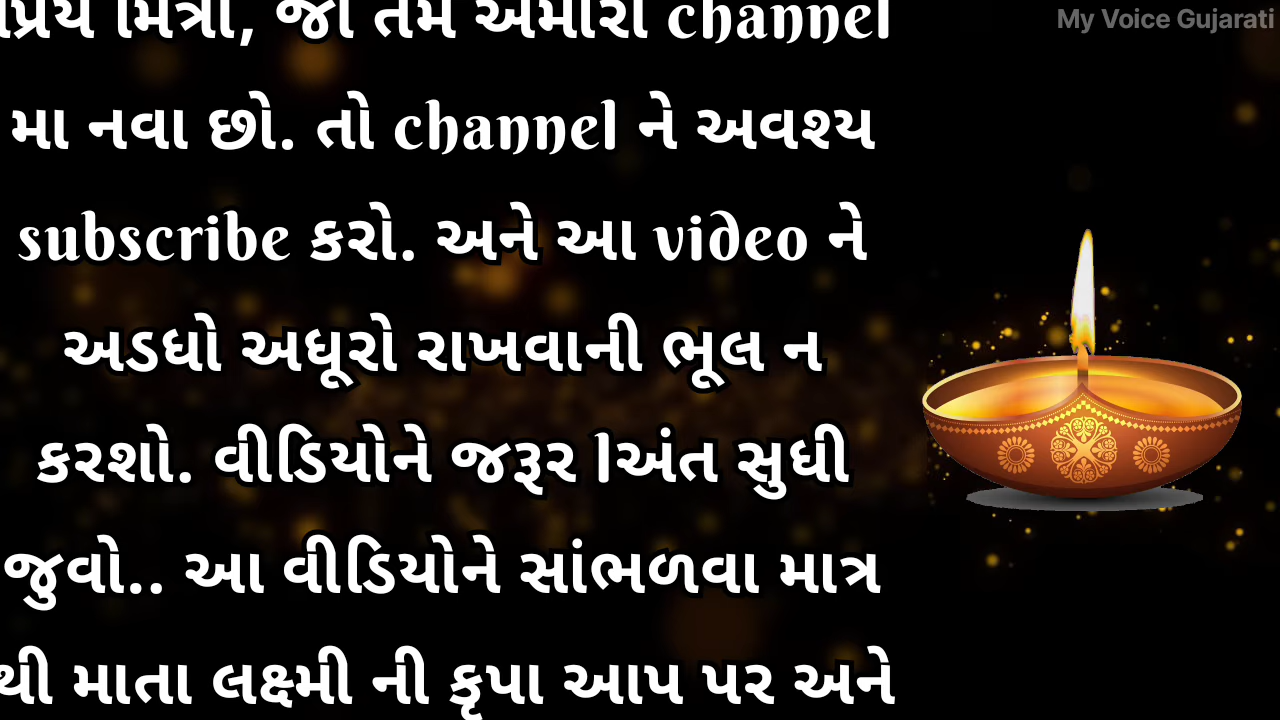 પ્રિય મિત્રો, જો તમે અમારા channel
My Voice Gujarati
મા નવા છો. તો channel ને અવશ્ય
subscribe કરો. અને આ video ને
અડધો અધૂરો રાખવાની ભૂલ ન
કરશો. વીડિયોને જરૂર lઅંત સુધી
જુવો.. આ વીડિયોને સાંભળવા માત્ર
થી માતા લક્ષ્મી ની કૃપા આપ પર અને